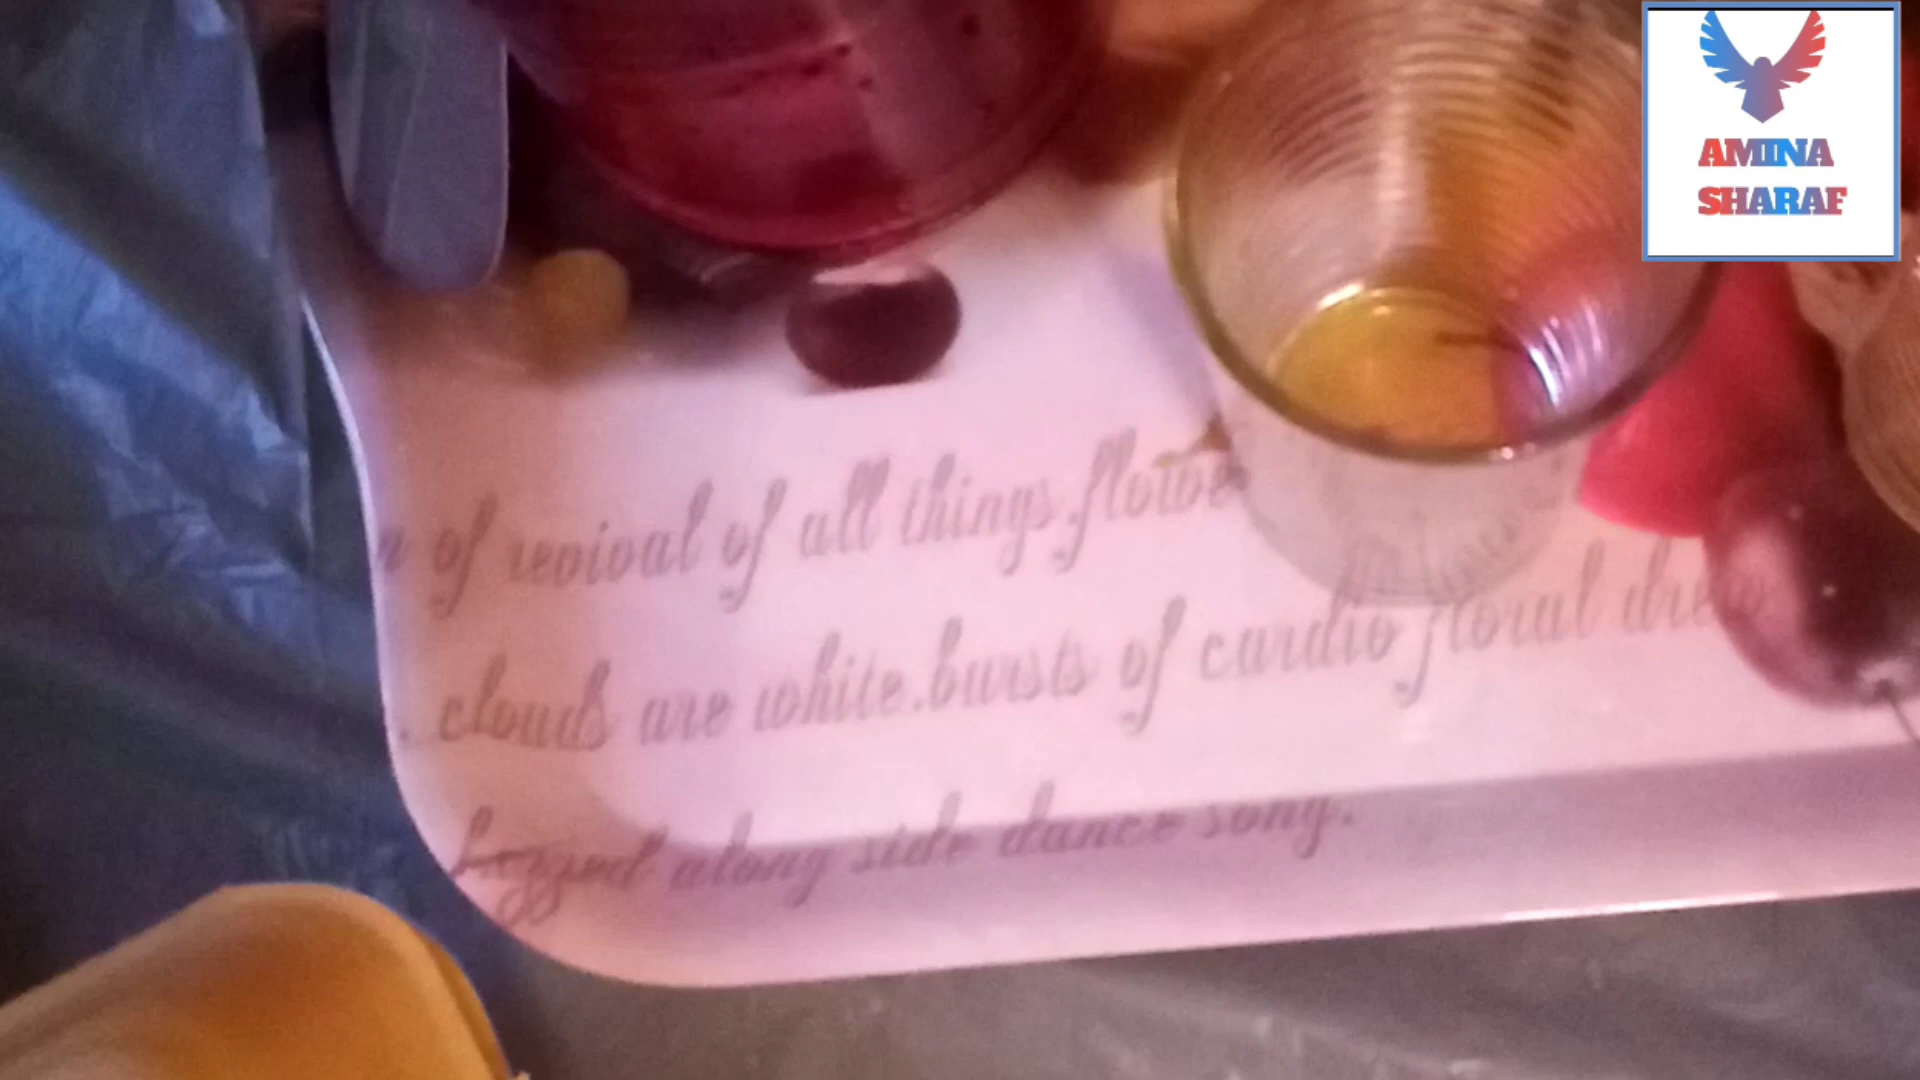 AMINA
SHARAF
of revival of all things.flowe
. clouds are white.bursts of cardio floral dre
along side dance song.